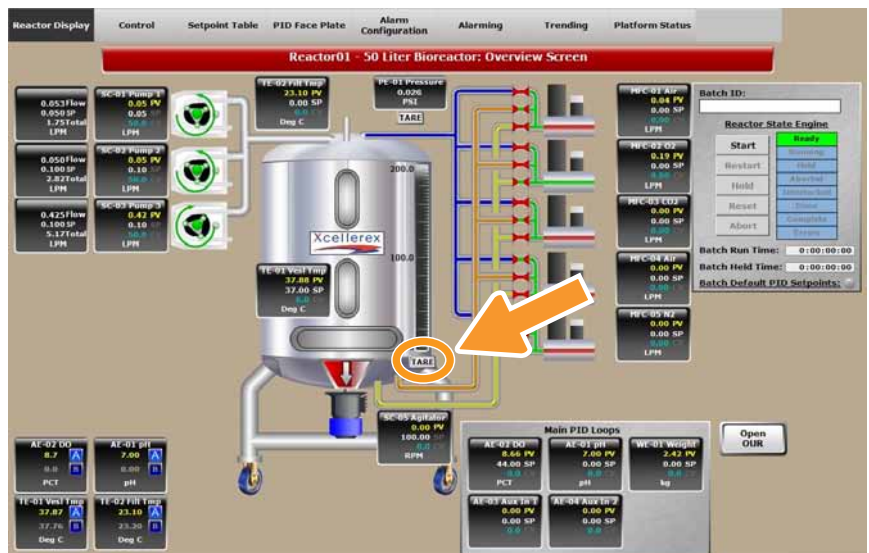 Reactor Display
Control
Setpoint Table
PID Face Plate
Alarm
Configuration
Alarming
Trending
Platform Status
Reactor01 - 50 Liter Bioreactor: Overview Screen
0.053Flow
0.050SP
1.75Total
LPM
SC-01 Pump 1
0.05 PV
0.05 SP
LPM
TE-02 Filt Tmp
23.10 PV
0.00 SP
Deg C
PE-01 Pressure
0.026
PSI
TARE
0.050Flow
0.100SP
2.82Total
LPM
SC-02 Pump 2
0.05 PV
0.10
LPM
0.425Flow
0.100SP
5.17Total
LPM
SC-03 Pump 3
0.42 PV
0.10
LPM
200.0
100.0
Xcellerex
TE-01 Vesl Tmp
37.88 PV
37.00 SP
Deg C
TARE
SC-05 Agitator
0.00 PV
100.00 SP
RPM
MFC-01 Air
0.04 PV
0.00 SP
LPM
MFC-02 O2
0.19 PV
0.00 SP
LPM
MFC-03 CO2
0.00 PV
0.00 SP
LPM
MFC-04 Air
0.00 PV
0.00 SP
LPM
MFC-05 N2
0.00 PV
0.00 SP
LPM
Batch ID:
Reactor State Engine
Start
Restart
Hold
Reset
Abort
Ready
Running
Held
Aborted
Interlocked
Done
Complete
Batch Run Time: 0:00:00:00
Batch Held Time: 0:00:00:00
Batch Default PID Setpoints:
AE-02 DO
8.7 A
0.0 B
PCT
AE-01 pH
7.00 A
0.00 B
pH
TE-01 Vesl Tmp
37.87 A
37.76 B
Deg C
TE-02 Filt Tmp
23.10 A
23.20 B
Deg C
Main PID Loops
AE-02 DO
8.66 PV
44.00 SP
PCT
AE-01 pH
7.00 PV
0.00 SP
pH
WE-01 Weight
2.42 PV
0.00 SP
kg
AE-03 Aux In 1
0.00 PV
0.00 SP
AE-04 Aux In 2
0.00 PV
0.00 SP
Open
OUR